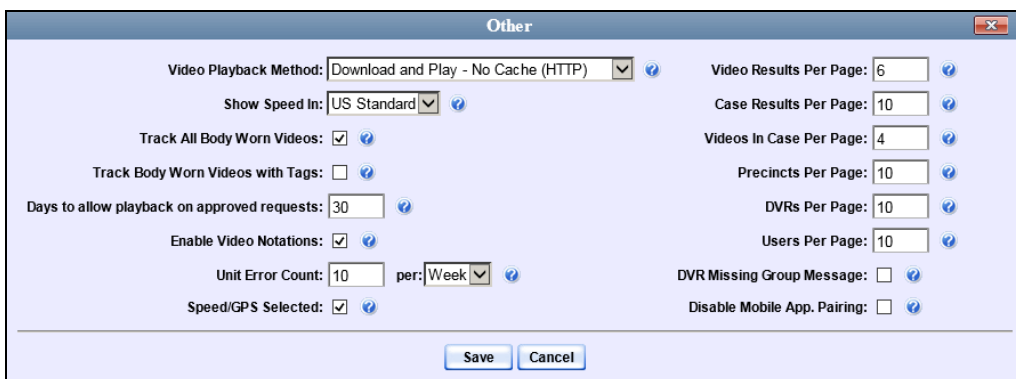 Other
Video Playback Method: Download and Play - No Cache (HTTP)
Show Speed In: US Standard
Track All Body Worn Videos:
Track Body Worn Videos with Tags:
Days to allow playback on approved requests: 30
Enable Video Notations:
Unit Error Count: 10 per: Week
Speed/GPS Selected:
Video Results Per Page: 6
Case Results Per Page: 10
Videos In Case Per Page: 4
Precincts Per Page: 10
DVRs Per Page: 10
Users Per Page: 10
DVR Missing Group Message:
Disable Mobile App. Pairing:
Save Cancel